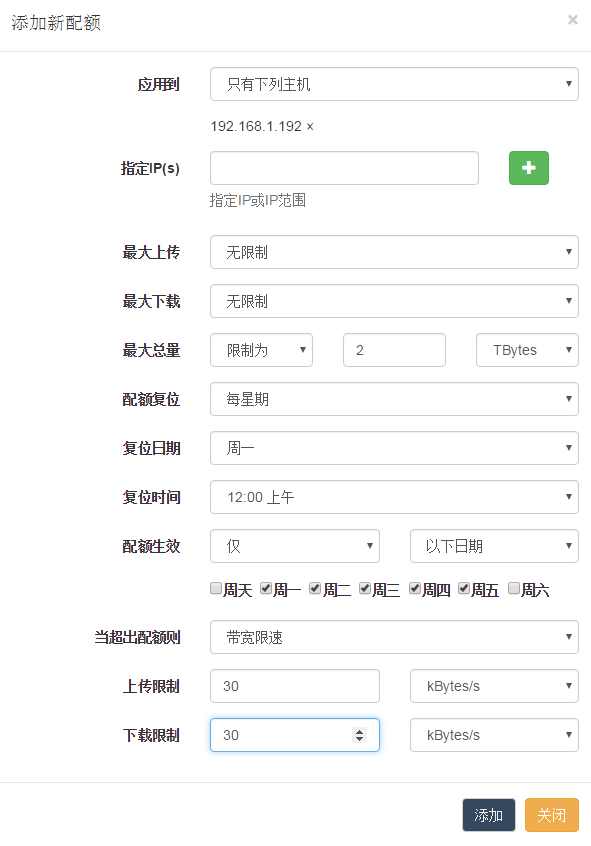 添加新配额 ×
应用到 只有下列主机
192.168.1.192 ×
指定IP(s)
指定IP或IP范围
最大上传 无限制
最大下载 无限制
最大总量 限制为 2 TBytes
配额复位 每星期
复位日期 周一
复位时间 12:00 上午
配额生效 仅 以下日期
周天 周一 周二 周三 周四 周五 周六
当超出配额则 带宽限速
上传限制 30 kBytes/s
下载限制 30 kBytes/s
添加 关闭